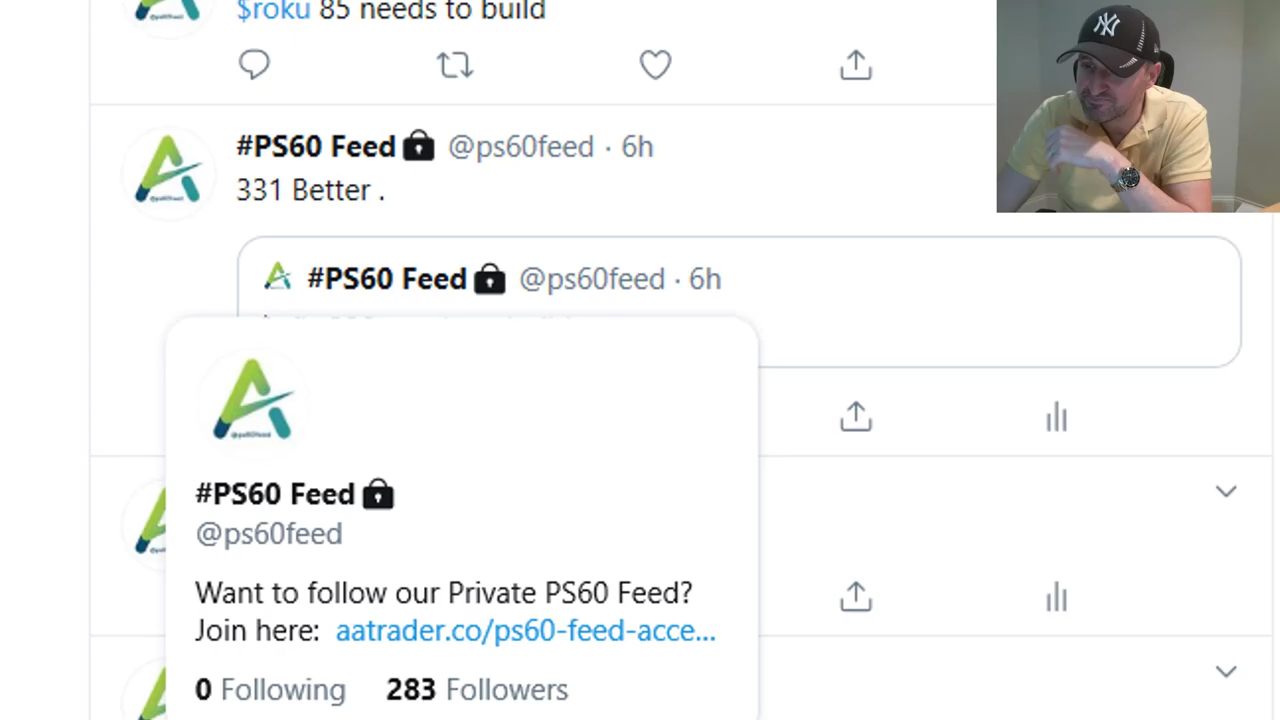 $roku 85 needs to build
#PS60 Feed @ps60feed · 6h
331 Better .
#PS60 Feed @ps60feed · 6h
@ps60feed
#PS60 Feed
@ps60feed
Want to follow our Private PS60 Feed?
Join here: aatrader.co/ps60-feed-acce...
0 Following 283 Followers